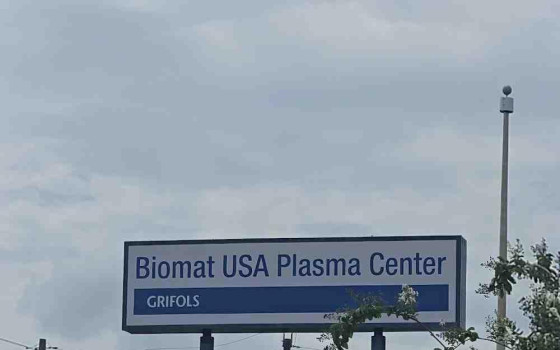 Biomat USA Plasma Center
GRIFOLS